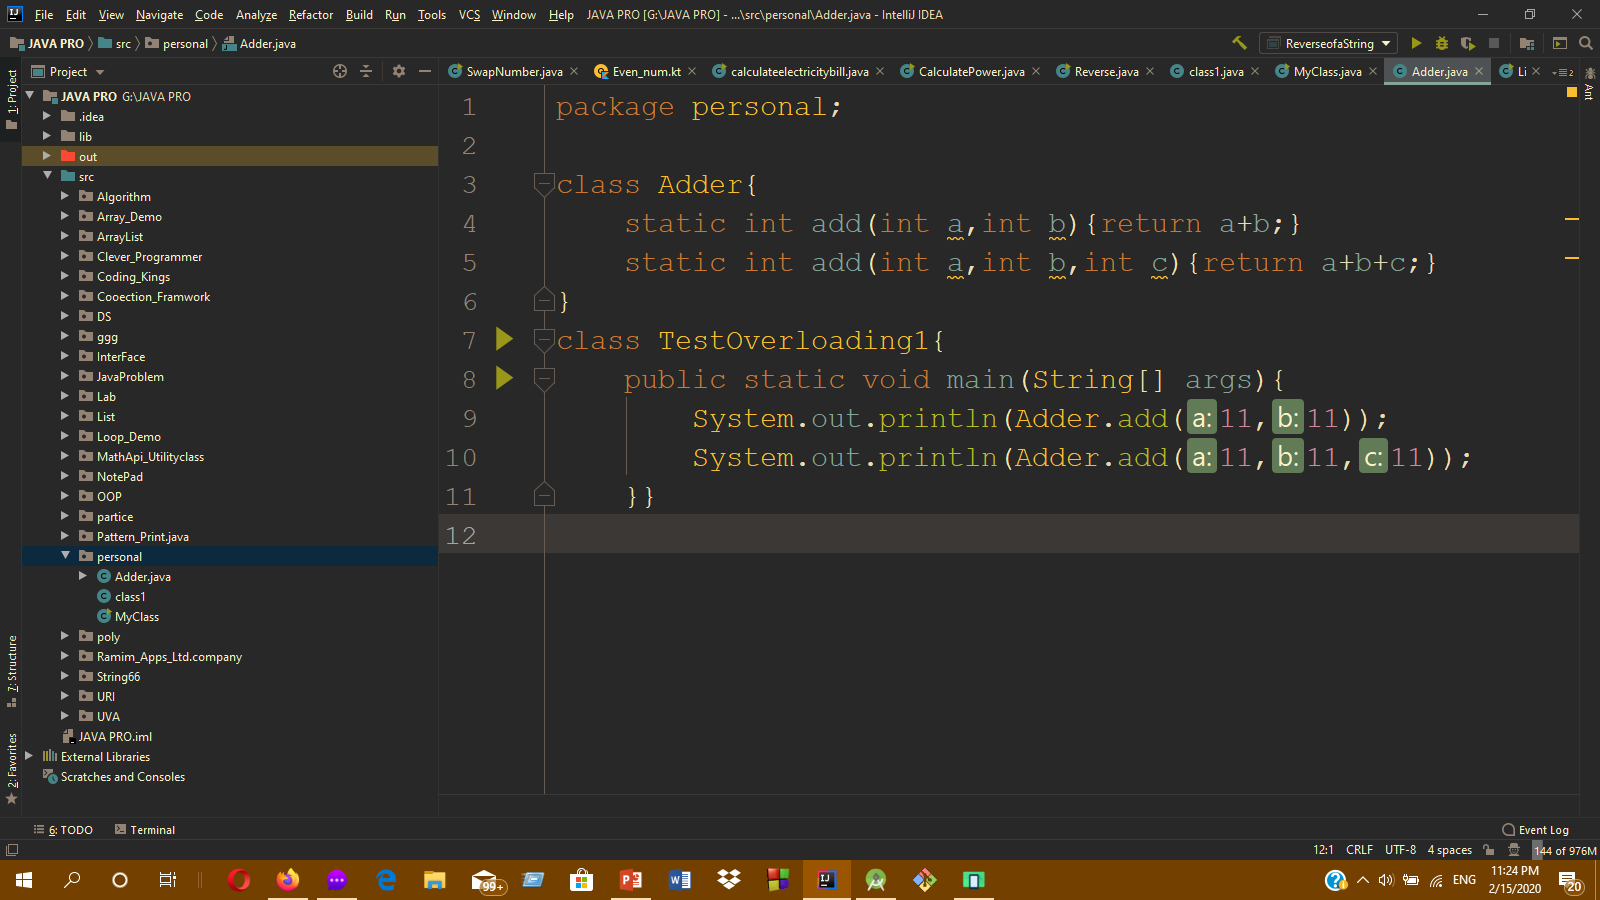 File Edit View Navigate Code Analyze Refactor Build Run Tools VCS Window Help JAVA PRO [G:\JAVA PRO] - ...\src\personal\Adder.java - IntelliJ IDEA
JAVA PRO src personal Adder.java
ReverseofaString
1: Project
Project
SwapNumber.java Even_num.kt calculateelectricitybill.java CalculatePower.java Reverse.java class1.java MyClass.java Adder.java Li
2
Ant
JAVA PRO G:\JAVA PRO
.idea
lib
out
src
Algorithm
Array_Demo
ArrayList
Clever_Programmer
Coding_Kings
Cooection_Framwork
DS
ggg
InterFace
JavaProblem
Lab
List
Loop_Demo
MathApi_Utilityclass
NotePad
OOP
partice
Pattern_Print.java
personal
Adder.java
class1
MyClass
poly
Ramim_Apps_Ltd.company
String66
URI
UVA
JAVA PRO.iml
External Libraries
Scratches and Consoles
7: Structure
2: Favorites
1 package personal;
2
3 class Adder{
4 static int add(int a,int b){return a+b;}
5 static int add(int a,int b,int c){return a+b+c;}
6 }
7 class TestOverloading1{
8 public static void main(String[] args){
9 System.out.println(Adder.add( a: 11, b: 11));
10 System.out.println(Adder.add( a: 11, b: 11, c: 11));
11 }}
12
6: TODO Terminal Event Log
12:1 CRLF UTF-8 4 spaces 144 of 976M
99+ ENG 11:24 PM
2/15/2020 20